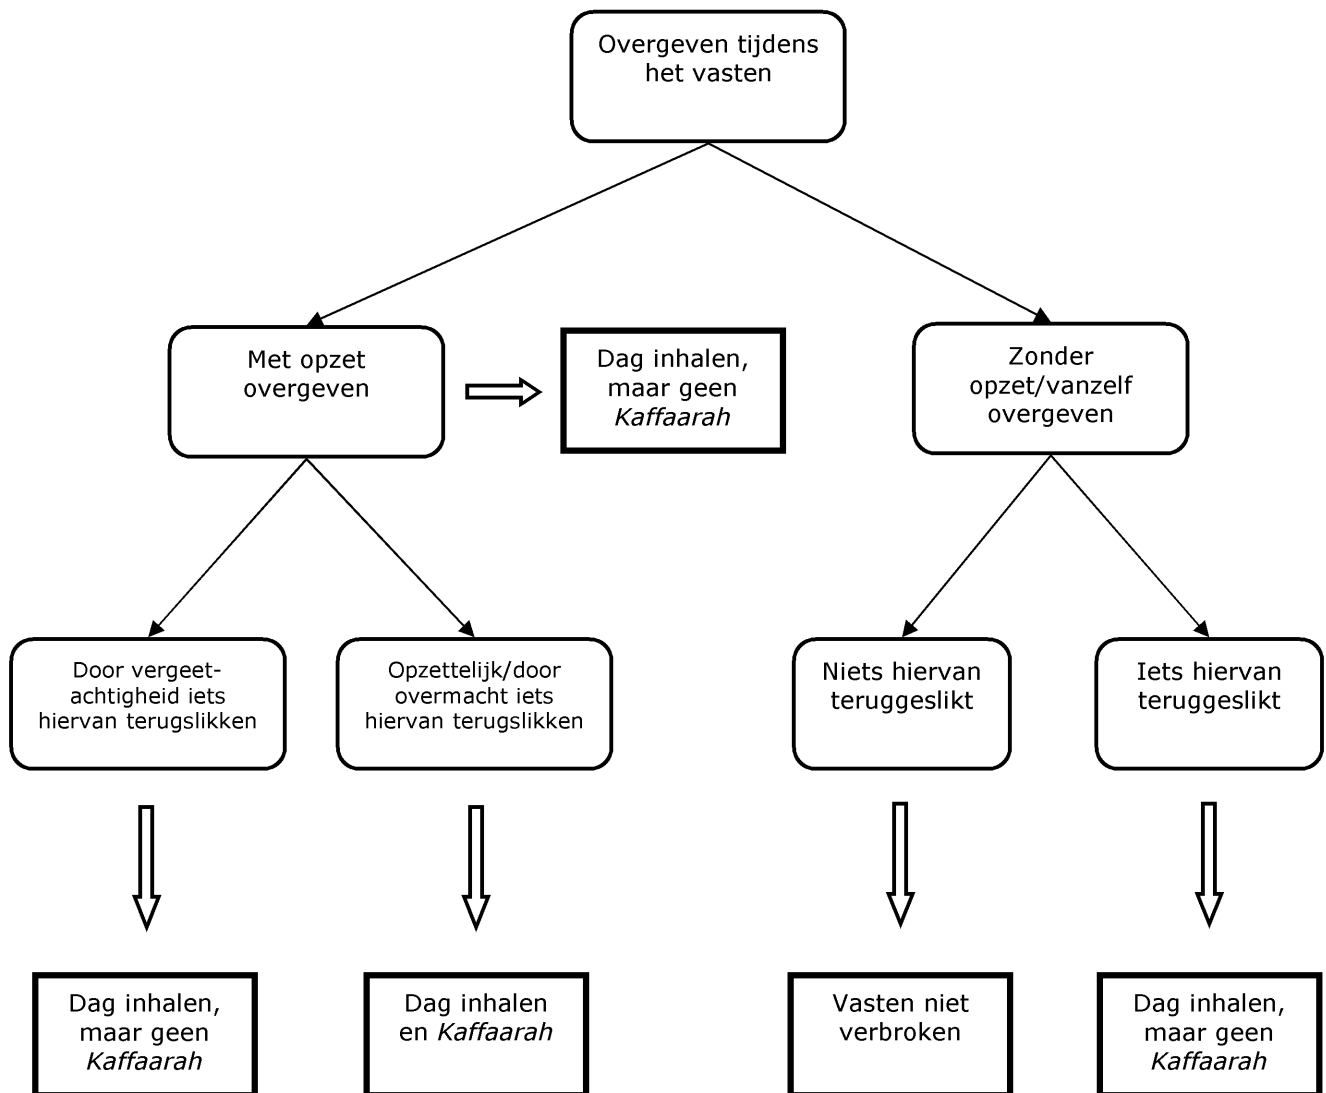 Overgeven tijdens
het vasten
Met opzet
overgeven
Dag inhalen,
maar geen
Kaffaarah
Zonder
opzet/vanzelf
overgeven
Door vergeet-
achtigheid iets
hiervan terugslikken
Opzettelijk/door
overmacht iets
hiervan terugslikken
Niets hiervan
teruggeslikt
Iets hiervan
teruggeslikt
Dag inhalen,
maar geen
Kaffaarah
Dag inhalen
en Kaffaarah
Vasten niet
verbroken
Dag inhalen,
maar geen
Kaffaarah